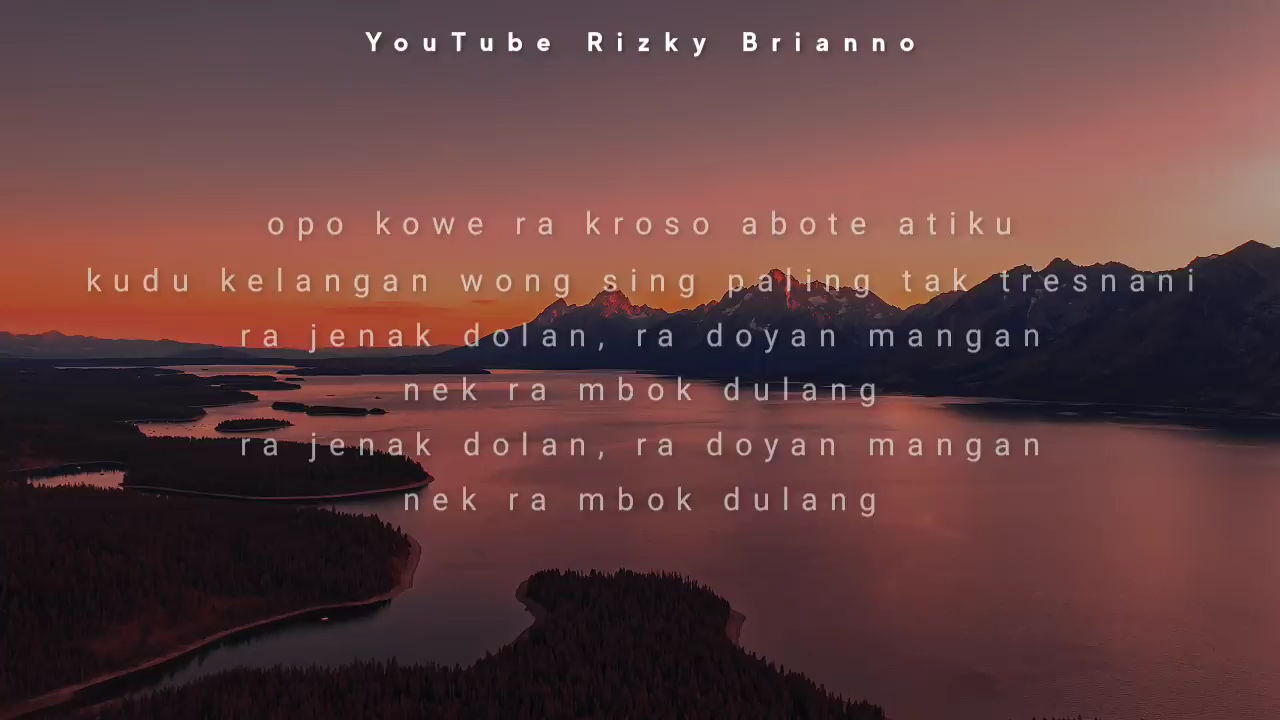 YouTube Rizky Brianno
opo kowe ra kroso abote atiku
kudu kelangan wong sing paling tak tresnani
ra jenak dolan, ra doyan mangan
nek ra mbok dulang
ra jenak dolan, ra doyan mangan
nek ra mbok dulang